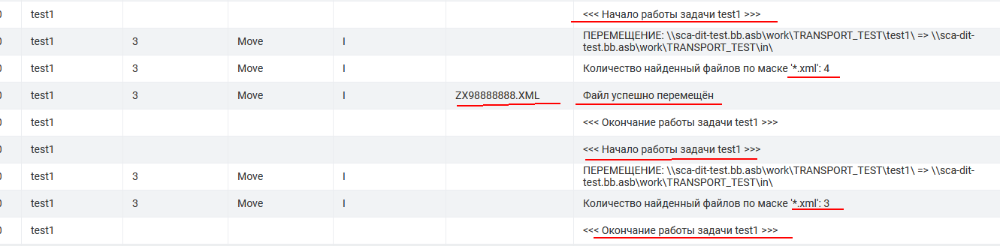 0 test1 <<< Начало работы задачи test1 >>>
0 test1 3 Move I ПЕРЕМЕЩЕНИЕ: \\sca-dit-test.bb.asb\work\TRANSPORT_TEST\test1\ => \\sca-dit-
test.bb.asb\work\TRANSPORT_TEST\in\
0 test1 3 Move I Количество найденный файлов по маске '*.xml': 4
0 test1 3 Move I ZX98888888.XML Файл успешно перемещён
0 test1 <<< Окончание работы задачи test1 >>>
0 test1 <<< Начало работы задачи test1 >>>
0 test1 3 Move I ПЕРЕМЕЩЕНИЕ: \\sca-dit-test.bb.asb\work\TRANSPORT_TEST\test1\ => \\sca-dit-
test.bb.asb\work\TRANSPORT_TEST\in\
0 test1 3 Move I Количество найденный файлов по маске '*.xml': 3
0 test1 <<< Окончание работы задачи test1 >>>